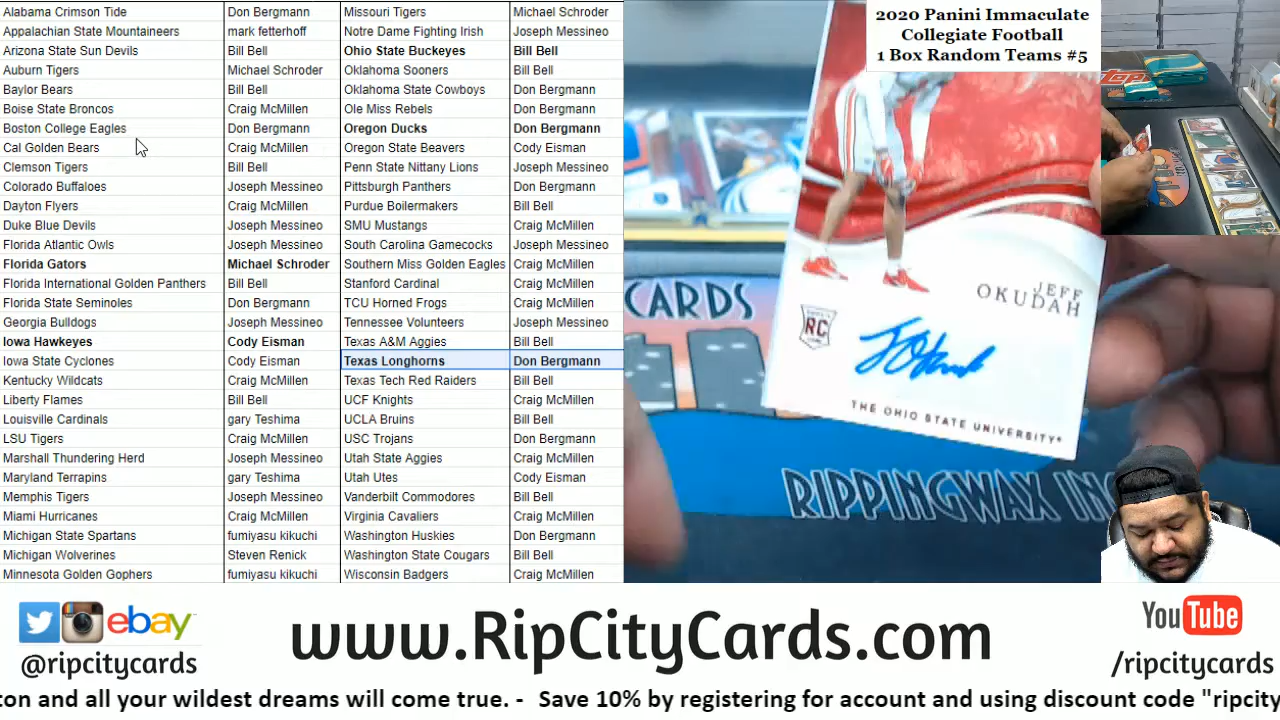 Alabama Crimson Tide Don Bergmann Missouri Tigers Michael Schroder
Appalachian State Mountaineers mark fetterhoff Notre Dame Fighting Irish Joseph Messineo
Arizona State Sun Devils Bill Bell Ohio State Buckeyes Bill Bell
Auburn Tigers Michael Schroder Oklahoma Sooners Bill Bell
Baylor Bears Bill Bell Oklahoma State Cowboys Don Bergmann
Boise State Broncos Craig McMillen Ole Miss Rebels Don Bergmann
Boston College Eagles Don Bergmann Oregon Ducks Don Bergmann
Cal Golden Bears Craig McMillen Oregon State Beavers Cody Eisman
Clemson Tigers Bill Bell Penn State Nittany Lions Joseph Messineo
Colorado Buffaloes Joseph Messineo Pittsburgh Panthers Don Bergmann
Dayton Flyers Craig McMillen Purdue Boilermakers Bill Bell
Duke Blue Devils Joseph Messineo SMU Mustangs Craig McMillen
Florida Atlantic Owls Joseph Messineo South Carolina Gamecocks Joseph Messineo
Florida Gators Michael Schroder Southern Miss Golden Eagles Craig McMillen
Florida International Golden Panthers Bill Bell Stanford Cardinal Craig McMillen
Florida State Seminoles Don Bergmann TCU Horned Frogs Craig McMillen
Georgia Bulldogs Joseph Messineo Tennessee Volunteers Joseph Messineo
Iowa Hawkeyes Cody Eisman Texas A&M Aggies Bill Bell
Iowa State Cyclones Cody Eisman Texas Longhorns Don Bergmann
Kentucky Wildcats Craig McMillen Texas Tech Red Raiders Bill Bell
Liberty Flames Bill Bell UCF Knights Craig McMillen
Louisville Cardinals gary Teshima UCLA Bruins Bill Bell
LSU Tigers Craig McMillen USC Trojans Don Bergmann
Marshall Thundering Herd Joseph Messineo Utah State Aggies Craig McMillen
Maryland Terrapins gary Teshima Utah Utes Cody Eisman
Memphis Tigers Joseph Messineo Vanderbilt Commodores Bill Bell
Miami Hurricanes Craig McMillen Virginia Cavaliers Craig McMillen
Michigan State Spartans fumiyasu kikuchi Washington Huskies Don Bergmann
Michigan Wolverines Steven Renick Washington State Cougars Bill Bell
Minnesota Golden Gophers fumiyasu kikuchi Wisconsin Badgers Craig McMillen
2020 Panini Immaculate
Collegiate Football
1 Box Random Teams #5
CARDS
JEFF
OKUDAH
RC
THE OHIO STATE UNIVERSITY
RIPPINGWAX INC
ebay
@ripcitycards
www.RipCityCards.com
YouTube
/ripcitycards
ton and all your wildest dreams will come true. - Save 10% by registering for account and using discount code "ripcity